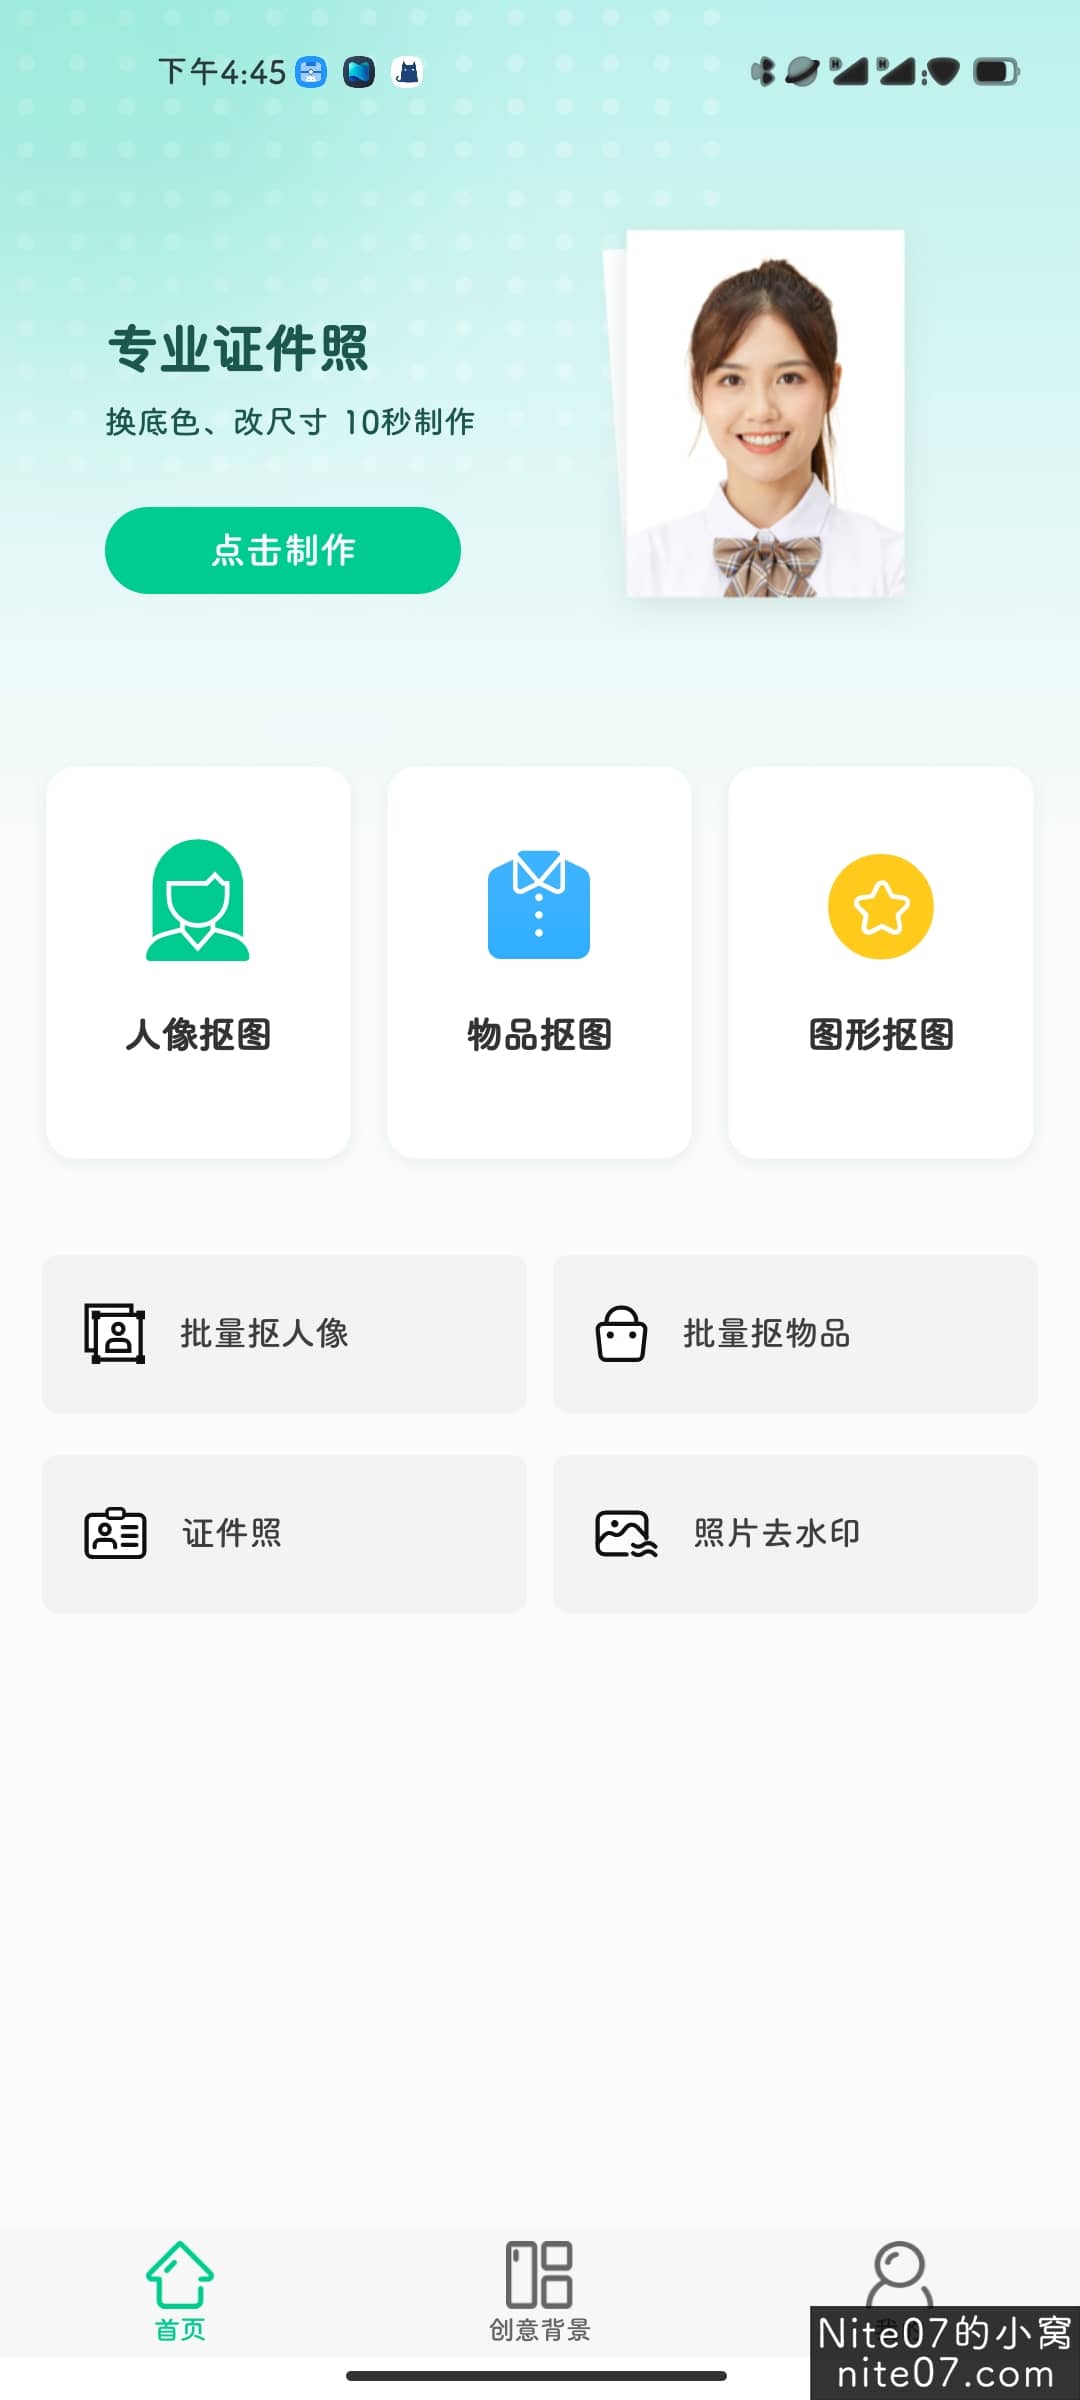 下午4:45
专业证件照
换底色、改尺寸 10秒制作
点击制作
人像抠图
物品抠图
图形抠图
批量抠人像
批量抠物品
证件照
照片去水印
首页
创意背景
Nite07的小窝
nite07.com